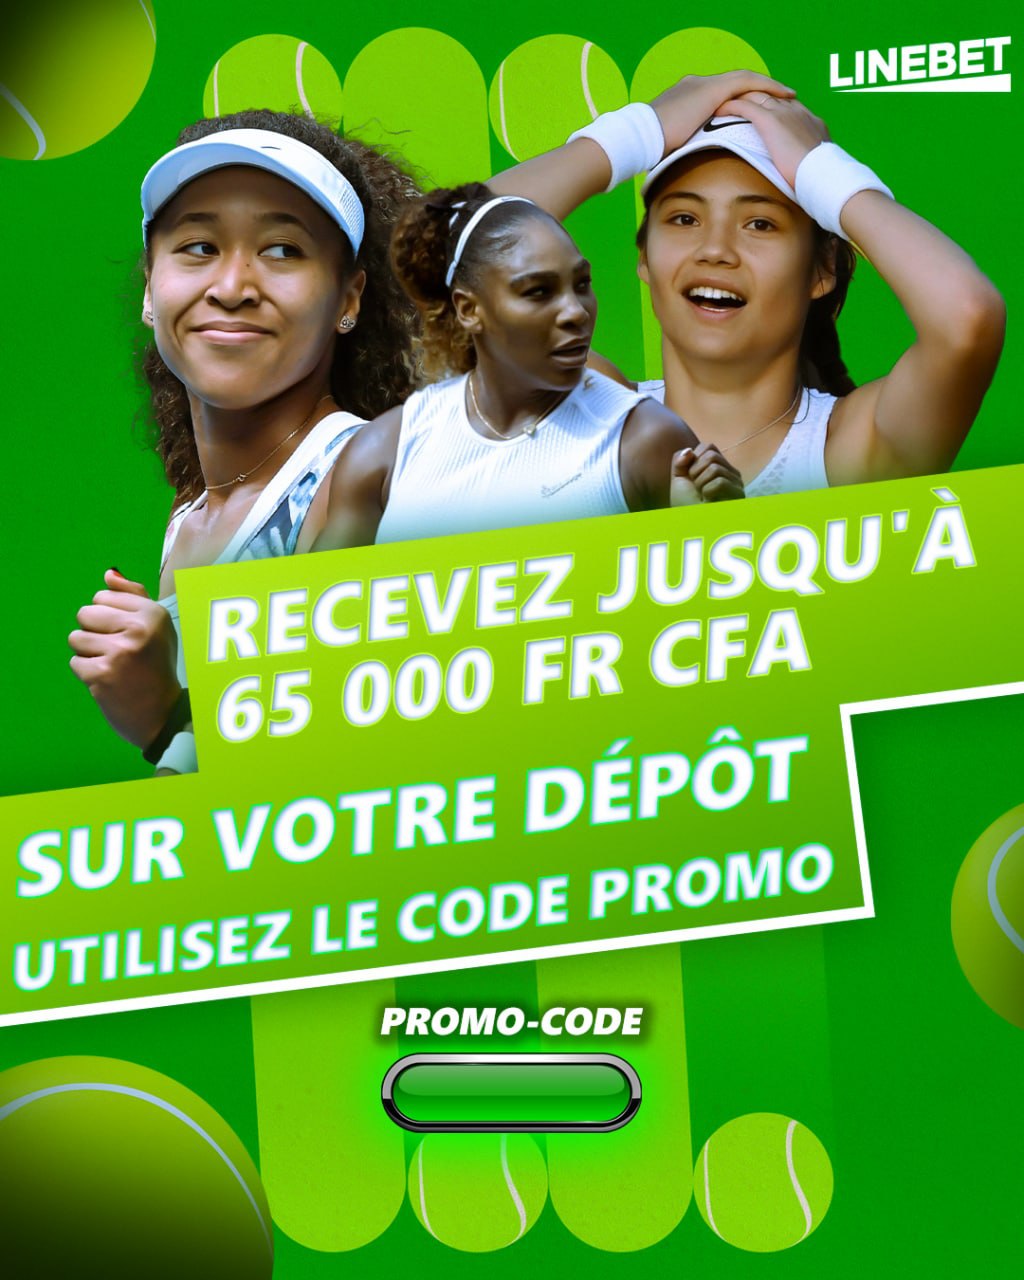 LINEBET
RECEVEZ JUSQU'À
65 000 FR CFA
SUR VOTRE DÉPÔT
UTILISEZ LE CODE PROMO
PROMO-CODE